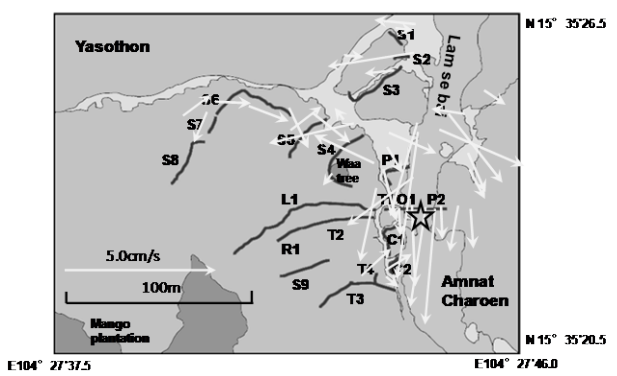 N 15° 35'26.5
Yasothon
S1
S2
Lam se bai
S3
S6
S7
S5
S4
S8
Waa
tree
P1
L1
T1
O1
P2
T2
C1
R1
5.0cm/s
T4
C2
S9
100m
T3
Amnat
Charoen
Mango
plantation
N 15° 35'20.5
E104° 27'37.5
E104° 27'46.0